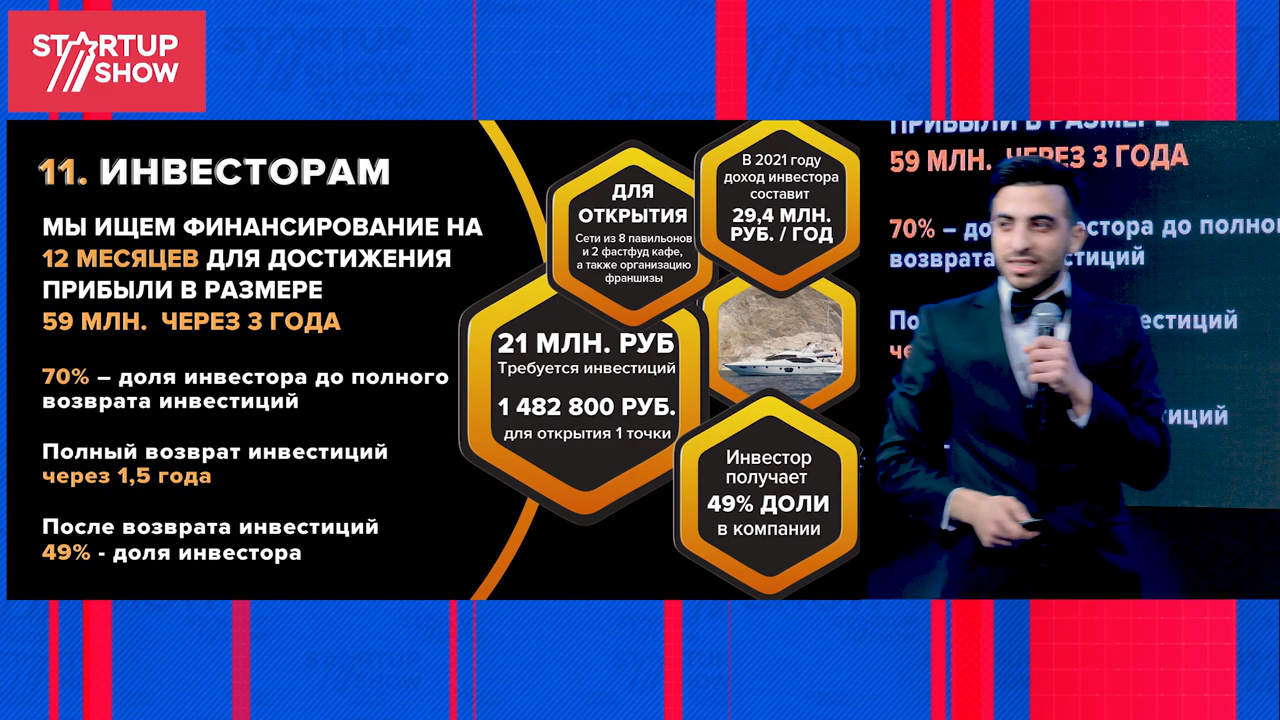 STARTUP
SHOW
11. ИНВЕСТОРАМ
МЫ ИЩЕМ ФИНАНСИРОВАНИЕ НА
12 МЕСЯЦЕВ ДЛЯ ДОСТИЖЕНИЯ
ПРИБЫЛИ В РАЗМЕРЕ
59 МЛН. ЧЕРЕЗ 3 ГОДА
70% – доля инвестора до полного
возврата инвестиций
Полный возврат инвестиций
через 1,5 года
После возврата инвестиций
49% - доля инвестора
ДЛЯ
ОТКРЫТИЯ
Сети из 8 павильонов
и 2 фастфуд кафе,
а также организацию
франшизы
В 2021 году
доход инвестора
составит
29,4 МЛН.
РУБ. / ГОД
21 МЛН. РУБ
Требуется инвестиций
1 482 800 РУБ.
для открытия 1 точки
Инвестор
получает
49% ДОЛИ
в компании
ПРИБЫЛИ В РАЗМЕРЕ
59 МЛН. ЧЕРЕЗ 3 ГОДА
70% –